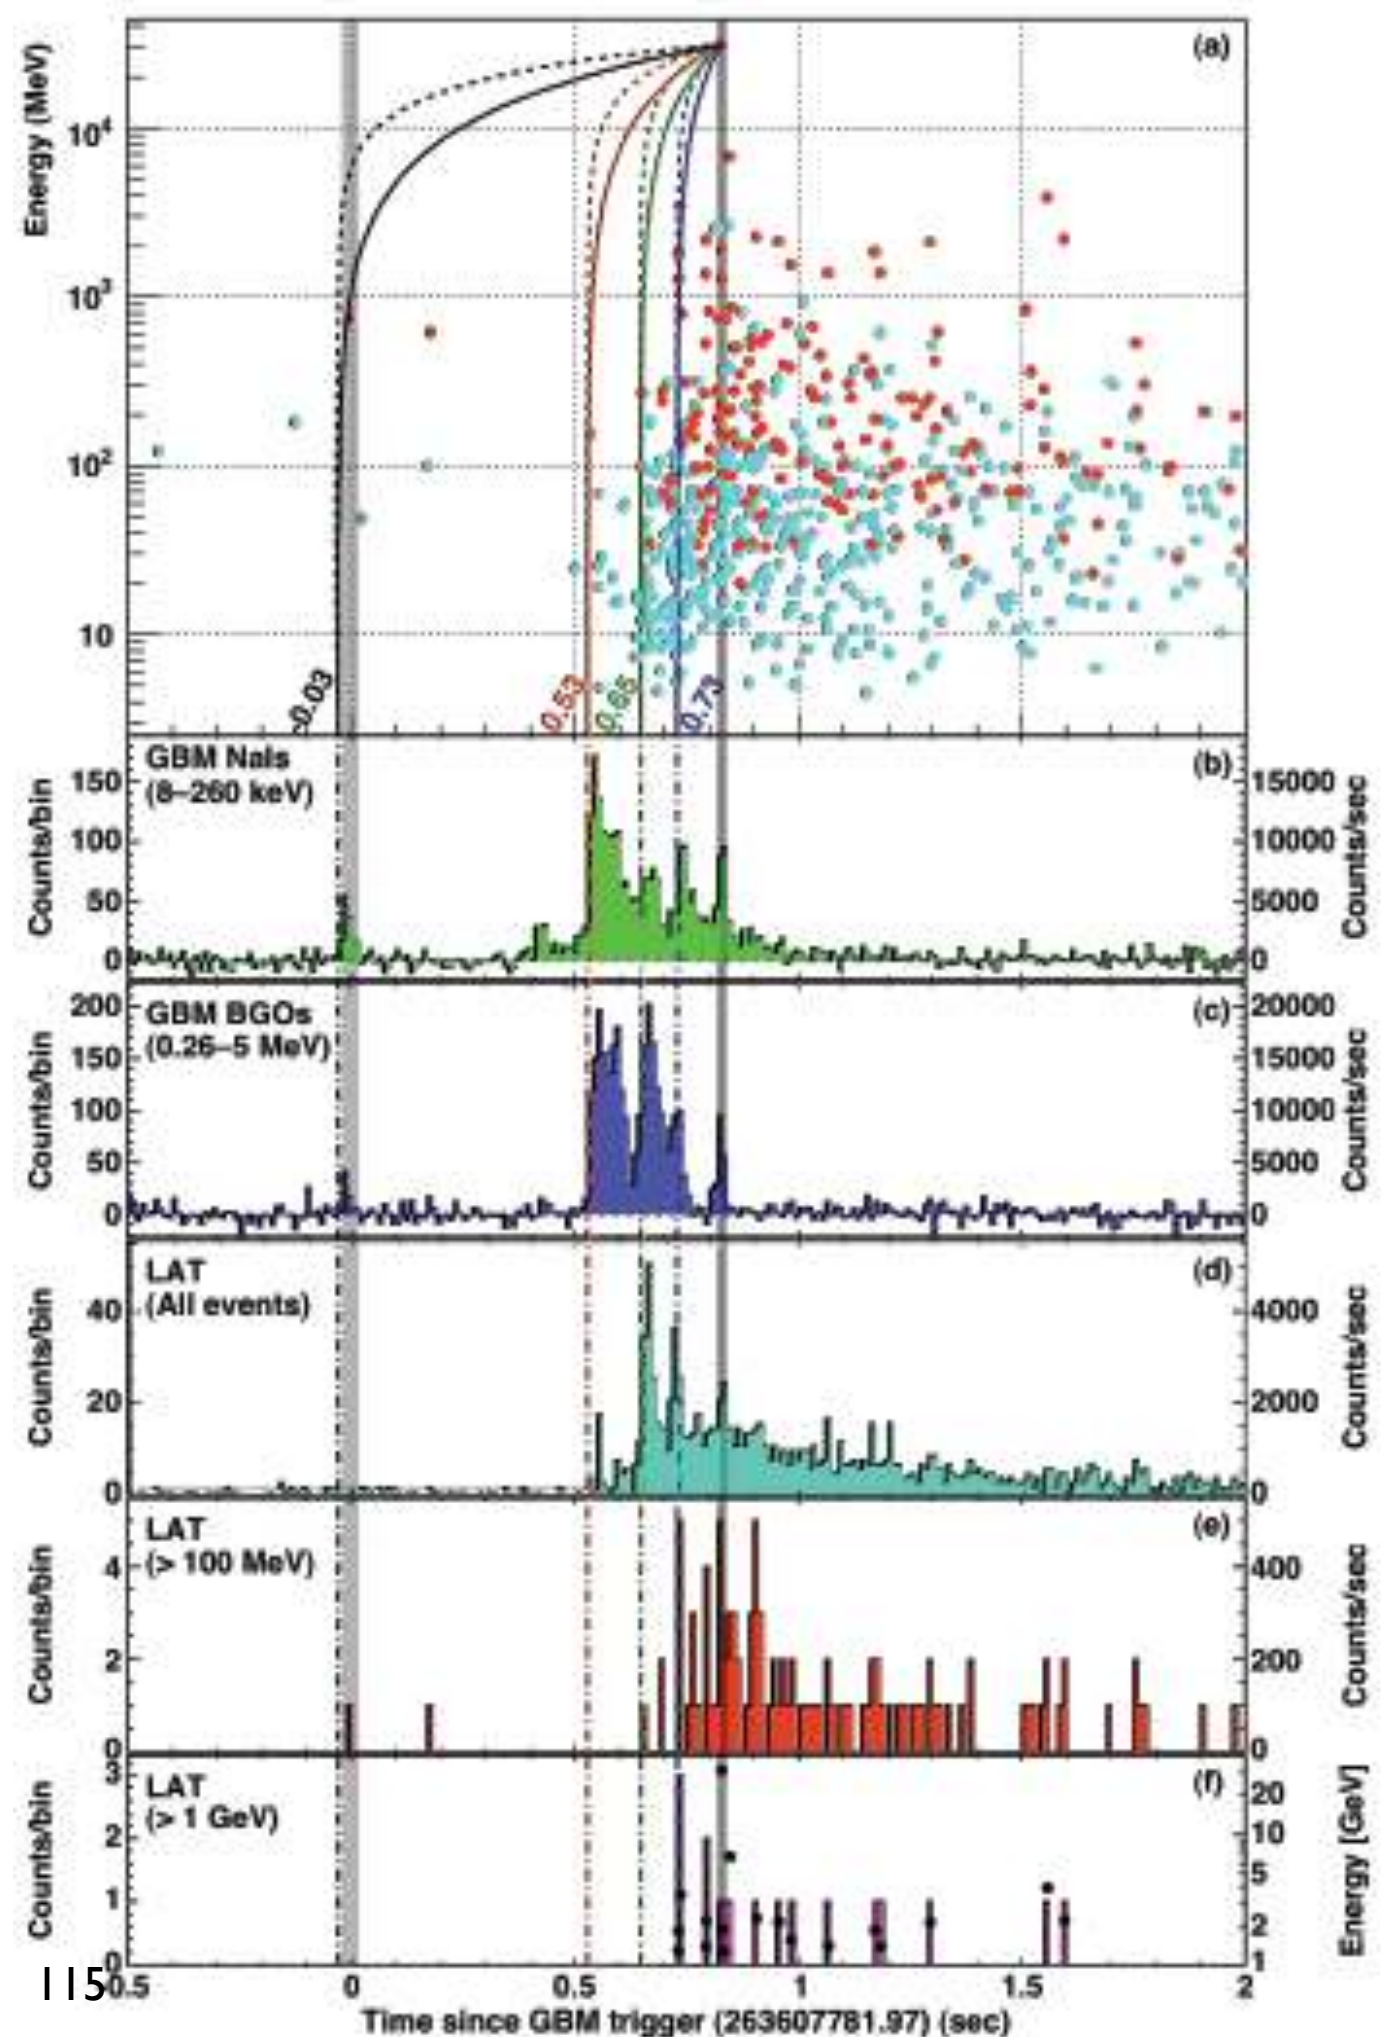 (a)
Energy (MeV)
10⁴
10³
10²
10
-0.03
0.53
0.65
0.73
GBM NaIs
(8–260 keV)
(b)
Counts/bin
150
100
50
0
15000
10000
5000
0
Counts/sec
GBM BGOs
(0.26–5 MeV)
(c)
Counts/bin
200
150
100
50
0
20000
15000
10000
5000
0
Counts/sec
LAT
(All events)
(d)
Counts/bin
40
20
0
4000
2000
0
Counts/sec
LAT
(> 100 MeV)
(e)
Counts/bin
4
2
0
400
200
0
Counts/sec
LAT
(> 1 GeV)
(f)
Counts/bin
3
2
1
0
20
10
5
2
1
Energy [GeV]
115
0.5 0 0.5 1 1.5 2
Time since GBM trigger (263607781.97) (sec)